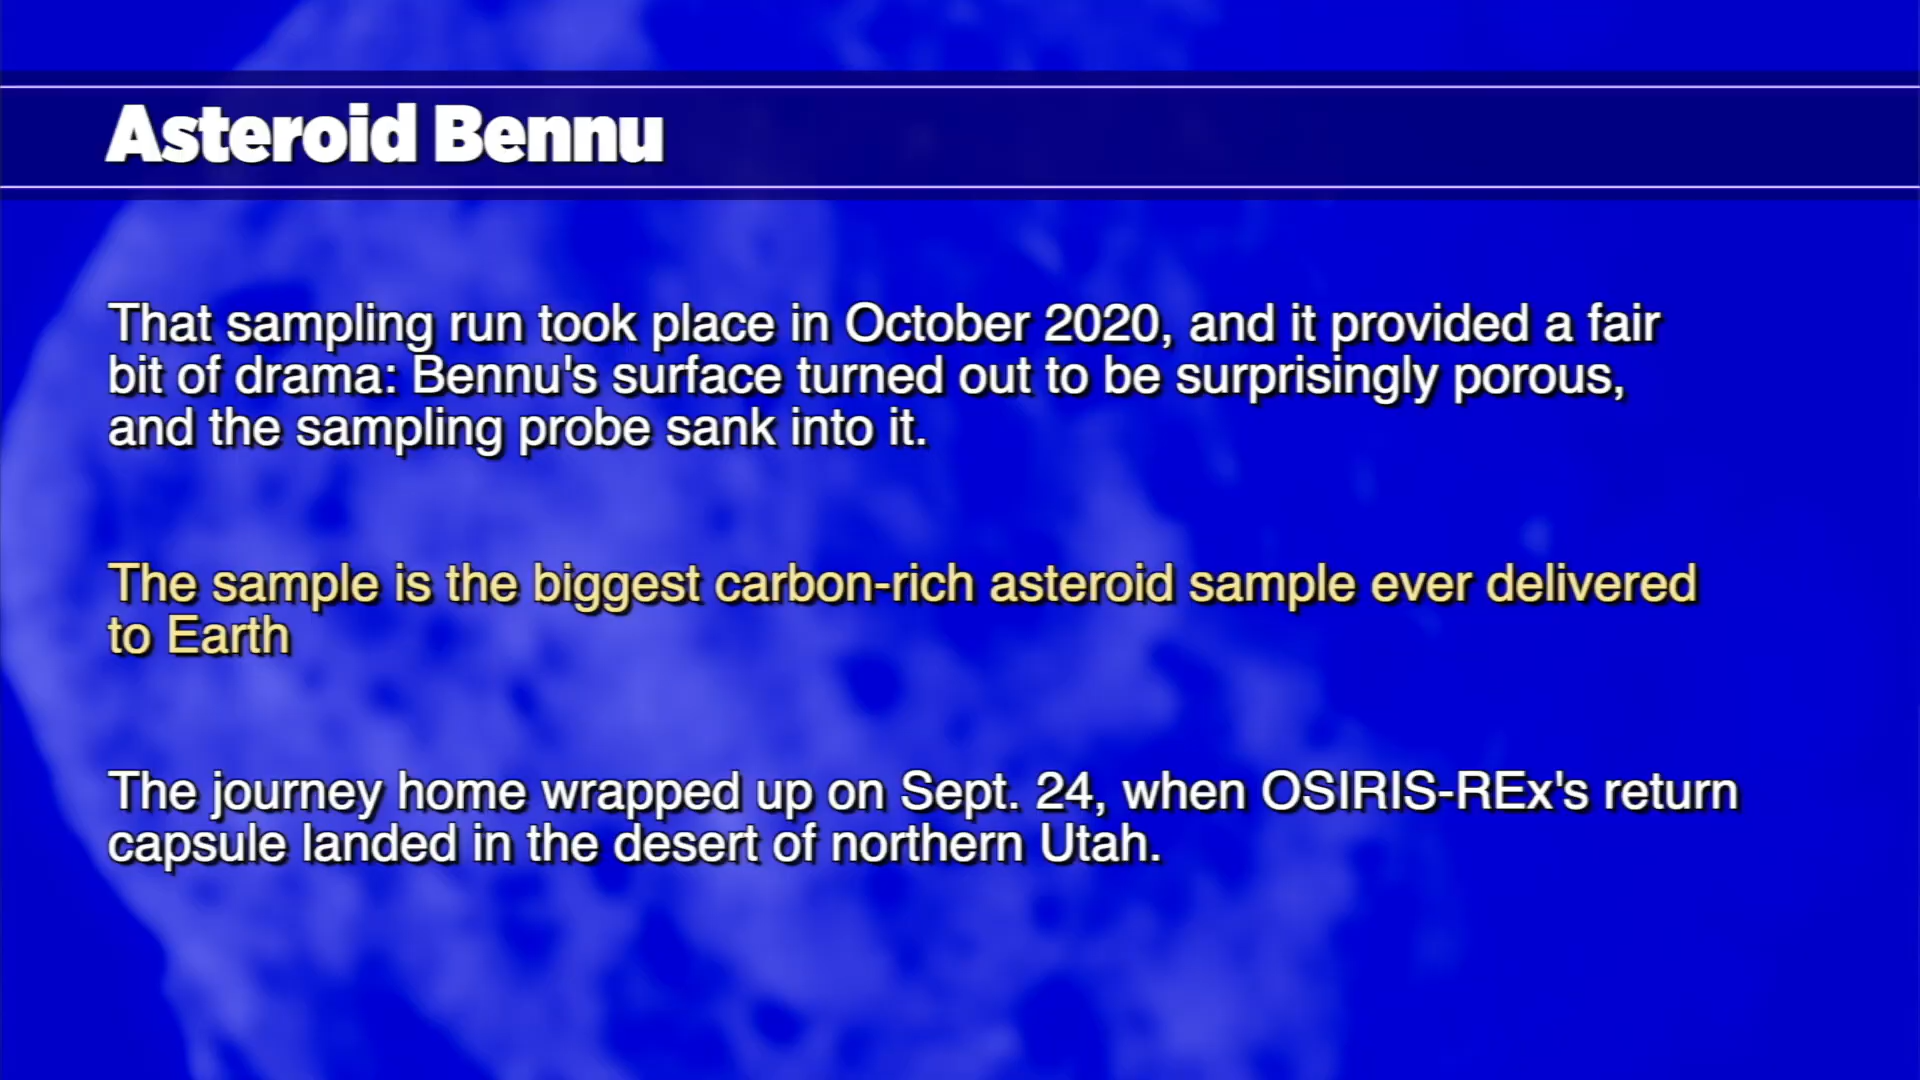 Asteroid Bennu
That sampling run took place in October 2020, and it provided a fair
bit of drama: Bennu's surface turned out to be surprisingly porous,
and the sampling probe sank into it.
The sample is the biggest carbon-rich asteroid sample ever delivered
to Earth
The journey home wrapped up on Sept. 24, when OSIRIS-REx's return
capsule landed in the desert of northern Utah.